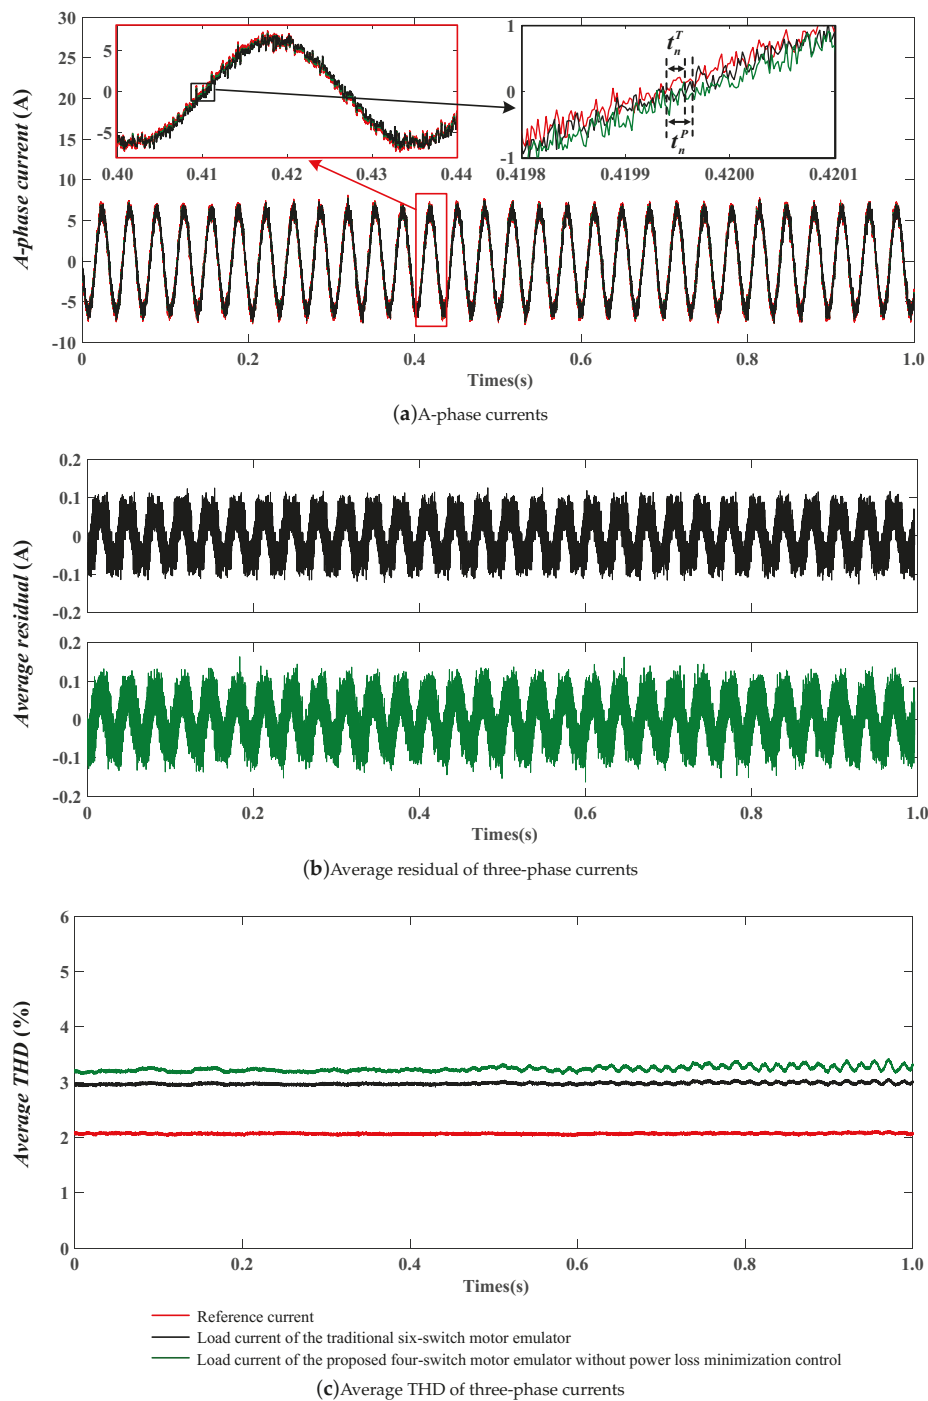 A-phase current (A)
30
25
20
15
10
5
0
-5
-10
5
0
-5
0.40 0.41 0.42 0.43 0.44
1
0
-1
t_n^T
t_n^P
0.4198 0.4199 0.4200 0.4201
0 0.2 0.4 0.6 0.8 1.0
Times(s)
(a)A-phase currents
Average residual (A)
0.2
0.1
0
-0.1
-0.2
0.2
0.1
0
-0.1
-0.2
0 0.2 0.4 0.6 0.8 1.0
Times(s)
(b)Average residual of three-phase currents
Average THD (%)
6
5
4
3
2
1
0
0 0.2 0.4 0.6 0.8 1.0
Times(s)
Reference current
Load current of the traditional six-switch motor emulator
Load current of the proposed four-switch motor emulator without power loss minimization control
(c)Average THD of three-phase currents